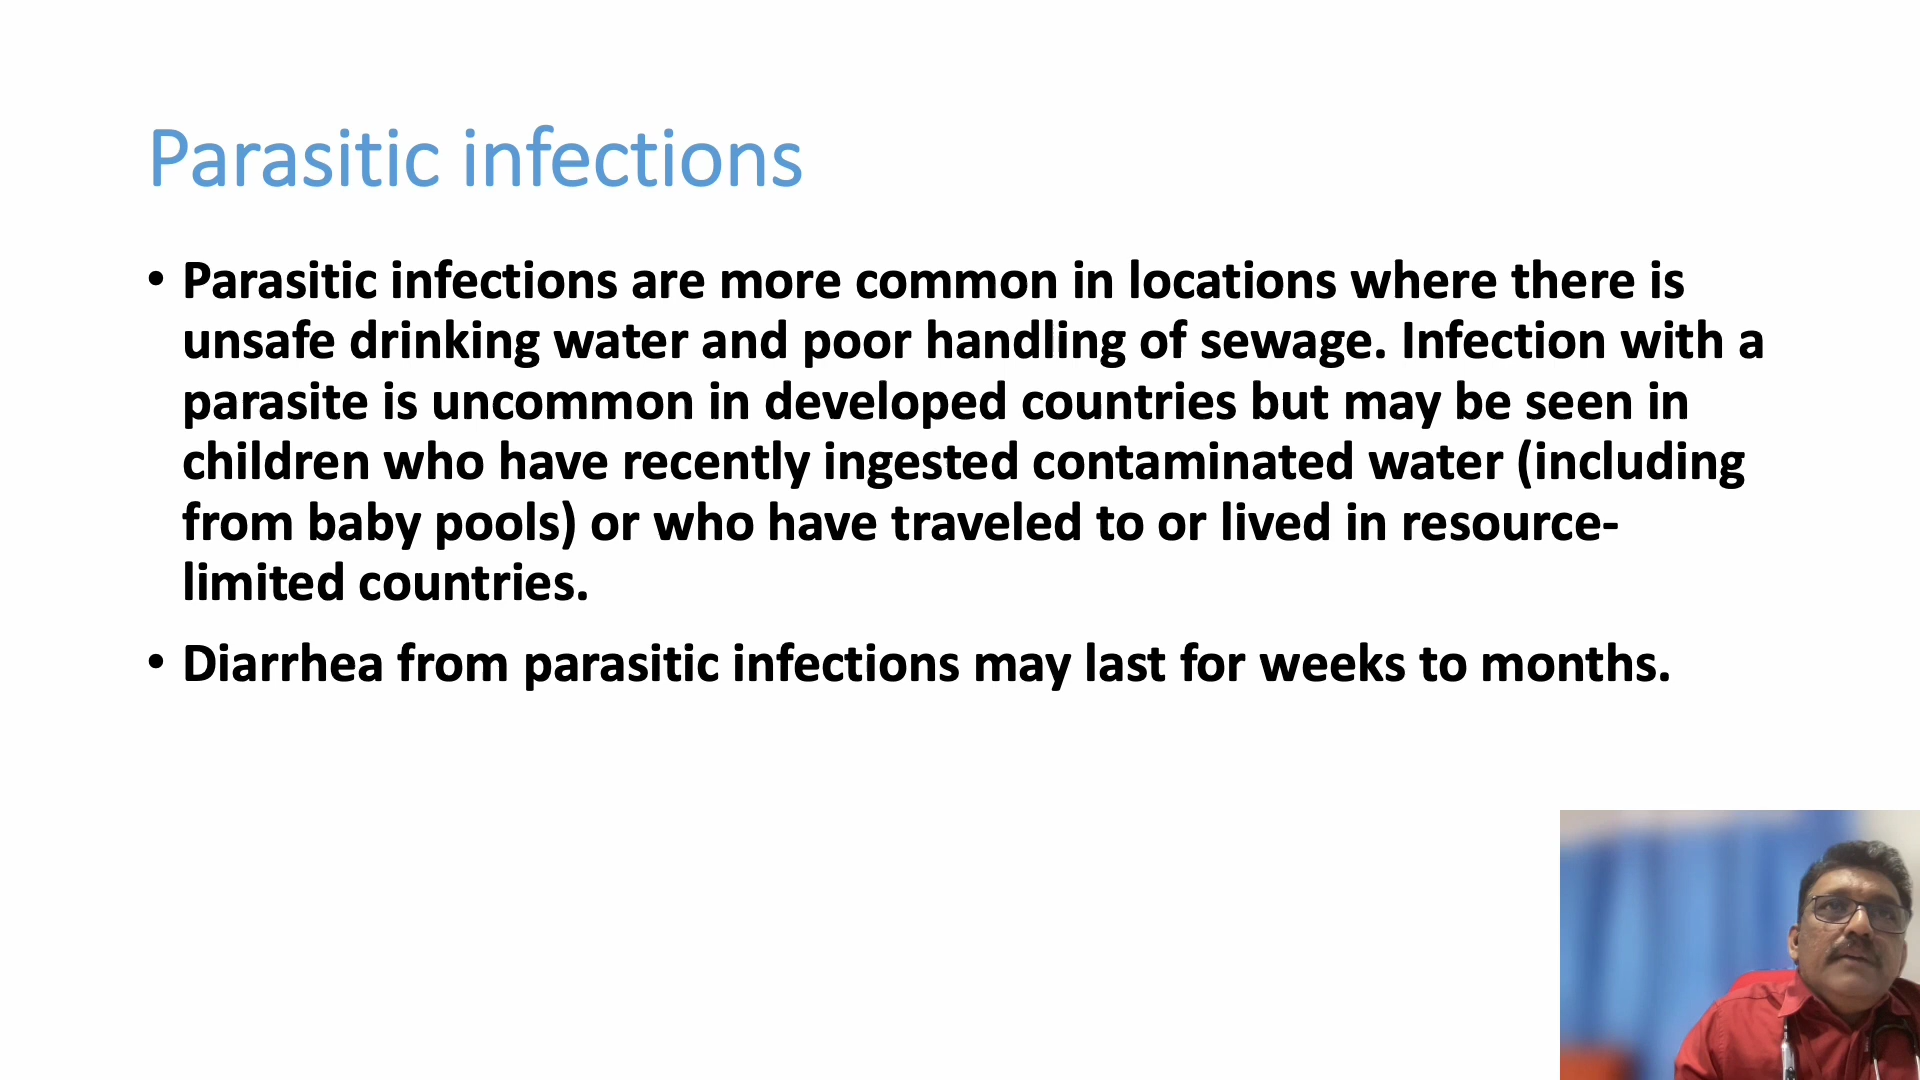 Parasitic infections
• Parasitic infections are more common in locations where there is
unsafe drinking water and poor handling of sewage. Infection with a
parasite is uncommon in developed countries but may be seen in
children who have recently ingested contaminated water (including
from baby pools) or who have traveled to or lived in resource-
limited countries.
• Diarrhea from parasitic infections may last for weeks to months.